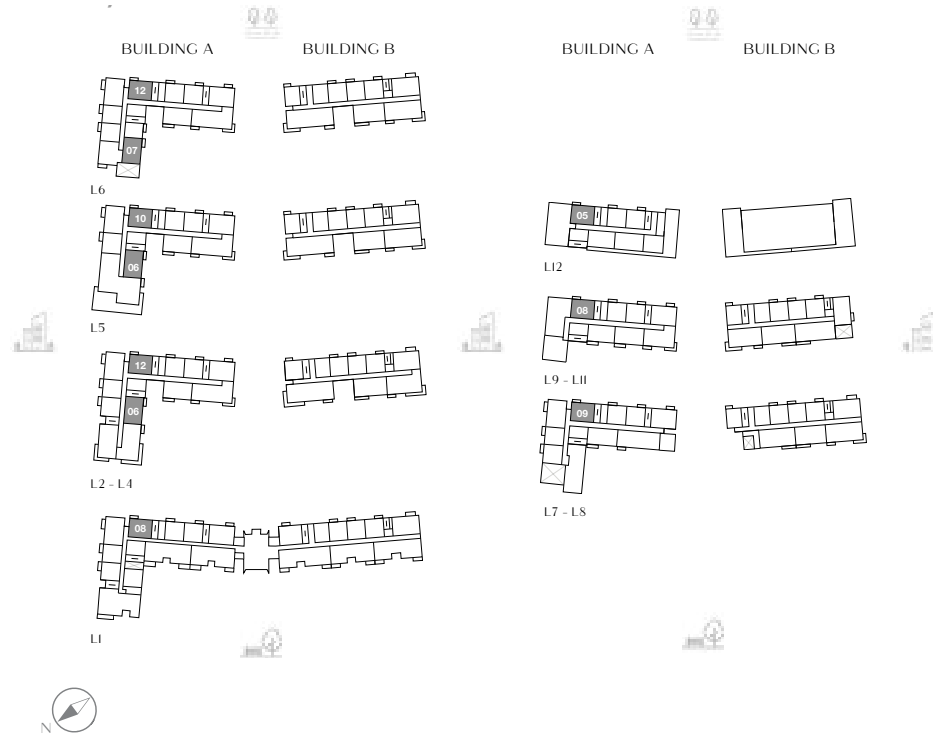 BUILDING A
BUILDING B
12
07
L6
10
06
L5
12
06
L2 - L4
08
L1
BUILDING A
BUILDING B
05
L12
08
L9 - L11
09
L7 - L8
N